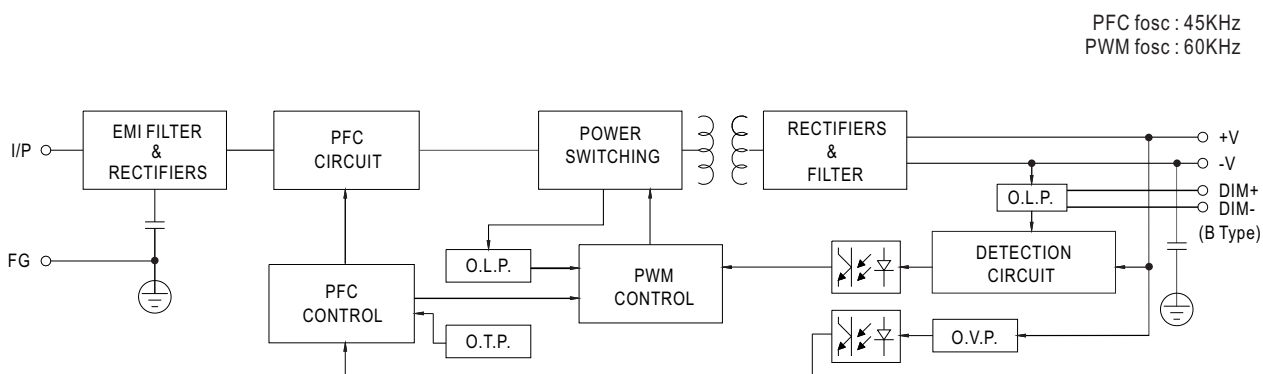 PFC fosc : 45KHz
PWM fosc : 60KHz
I/P
EMI FILTER
&
RECTIFIERS
PFC
CIRCUIT
POWER
SWITCHING
RECTIFIERS
&
FILTER
+V
-V
DIM+
DIM-
(B Type)
O.L.P.
FG
O.L.P.
PFC
CONTROL
O.T.P.
PWM
CONTROL
DETECTION
CIRCUIT
O.V.P.